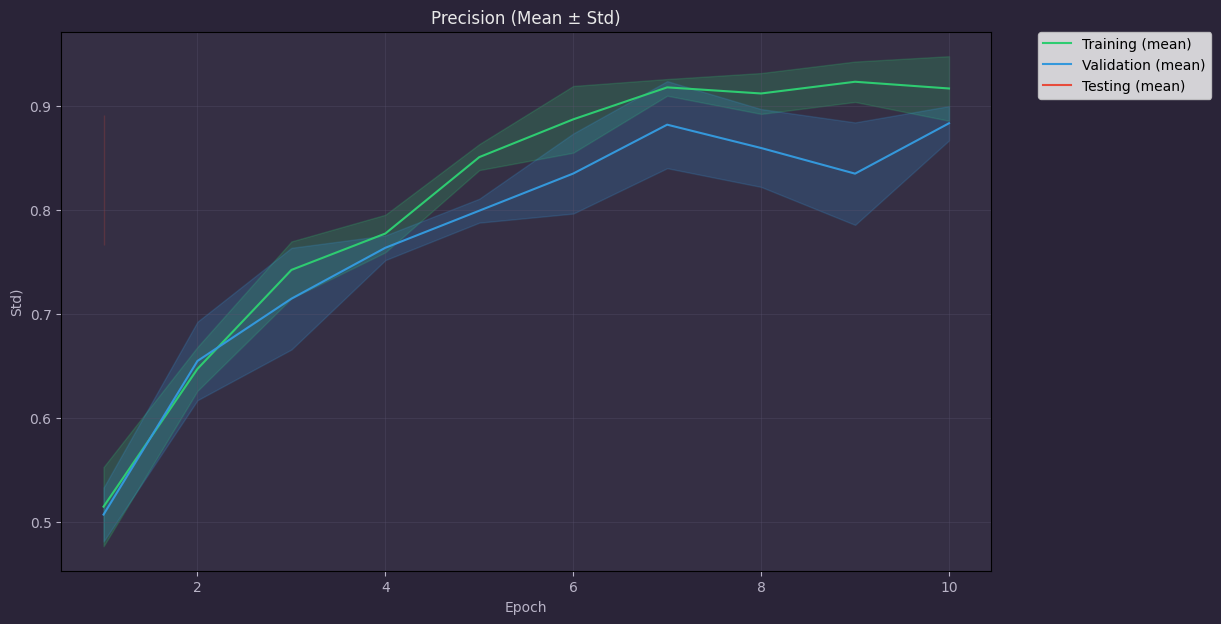 Precision (Mean ± Std)
Training (mean)
Validation (mean)
Testing (mean)
0.9
0.8
0.7
0.6
0.5
Std)
2 4 6 8 10
Epoch